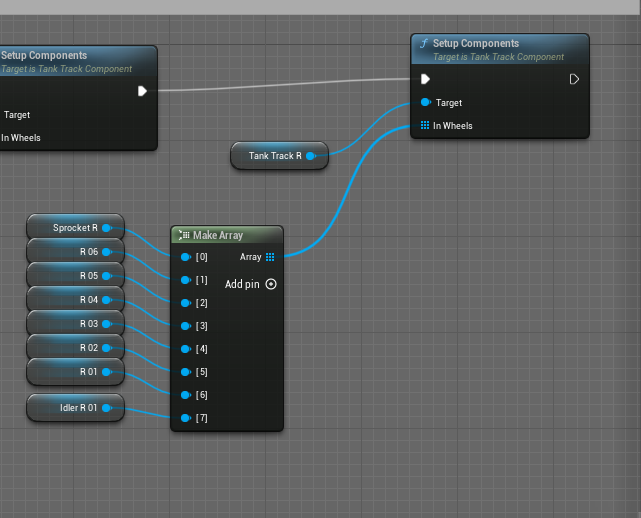 Setup Components
Target is Tank Track Component
Target
In Wheels
Setup Components
Target is Tank Track Component
Target
In Wheels
Tank Track R
Sprocket R
R 06
R 05
R 04
R 03
R 02
R 01
Idler R 01
Make Array
[0]
Array
[1]
Add pin
[2]
[3]
[4]
[5]
[6]
[7]